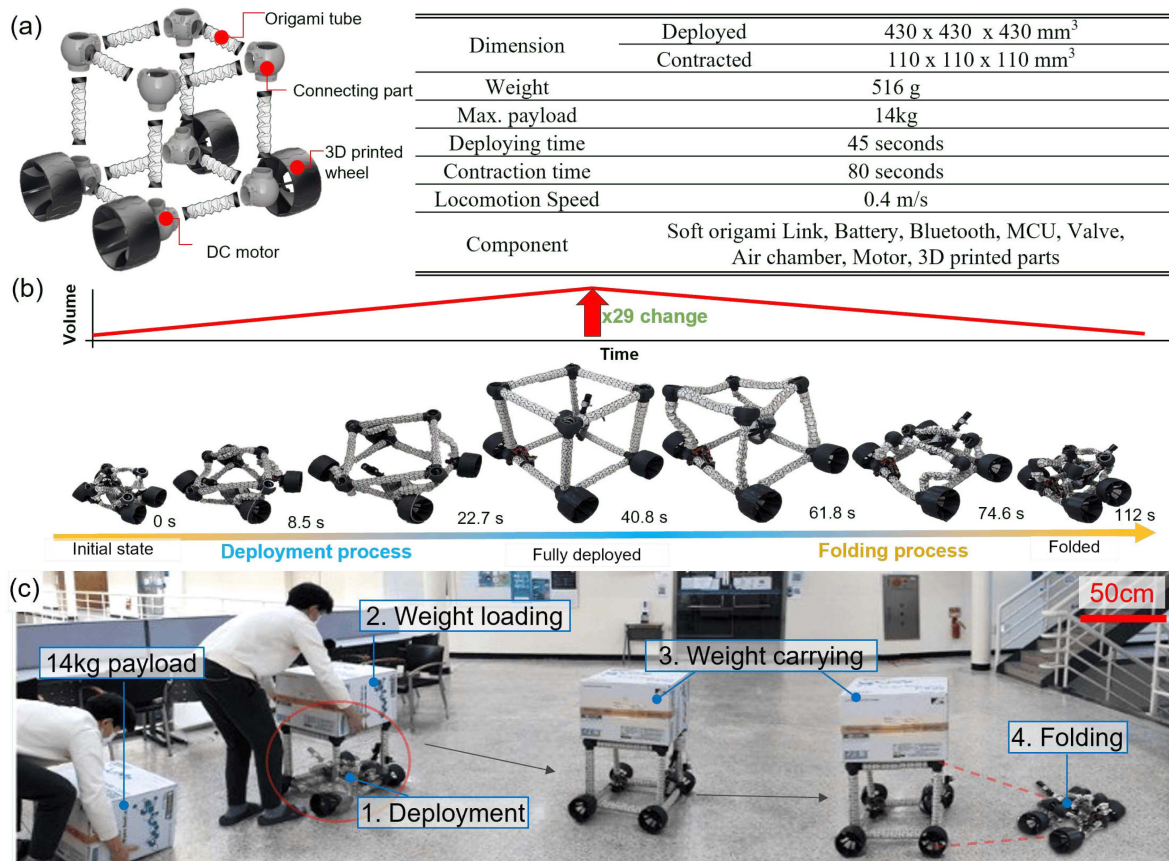 (a)
Origami tube
Connecting part
3D printed
wheel
DC motor
Dimension
Deployed
430 x 430 x 430 mm³
Contracted
110 x 110 x 110 mm³
Weight
516 g
Max. payload
14kg
Deploying time
45 seconds
Contraction time
80 seconds
Locomotion Speed
0.4 m/s
Component
Soft origami Link, Battery, Bluetooth, MCU, Valve,
Air chamber, Motor, 3D printed parts
(b)
Volume
x29 change
Time
0 s
8.5 s
22.7 s
40.8 s
61.8 s
74.6 s
112 s
Initial state
Deployment process
Fully deployed
Folding process
Folded
(c)
50cm
2. Weight loading
14kg payload
3. Weight carrying
4. Folding
1. Deployment